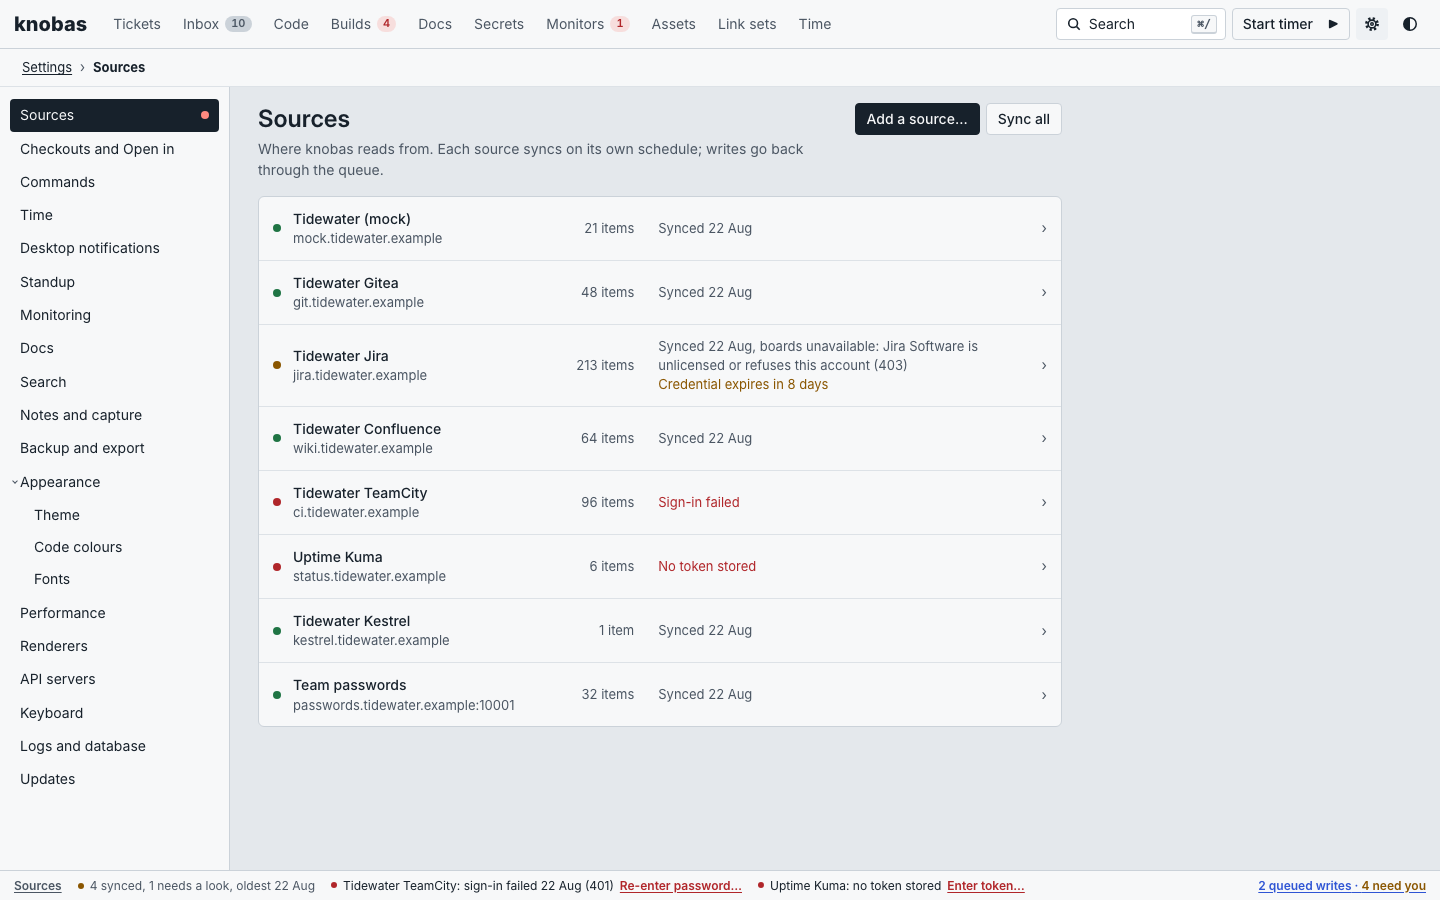 knobas
Tickets
Inbox 10
Code
Builds 4
Docs
Secrets
Monitors 1
Assets
Link sets
Time
Search ⌘/
Start timer
Settings › Sources
Sources
Checkouts and Open in
Commands
Time
Desktop notifications
Standup
Monitoring
Docs
Search
Notes and capture
Backup and export
Appearance
Theme
Code colours
Fonts
Performance
Renderers
API servers
Keyboard
Logs and database
Updates
Sources
Add a source…
Sync all
Where knobas reads from. Each source syncs on its own schedule; writes go back
through the queue.
Tidewater (mock)
mock.tidewater.example
21 items
Synced 22 Aug
Tidewater Gitea
git.tidewater.example
48 items
Synced 22 Aug
Tidewater Jira
jira.tidewater.example
213 items
Synced 22 Aug, boards unavailable: Jira Software is
unlicensed or refuses this account (403)
Credential expires in 8 days
Tidewater Confluence
wiki.tidewater.example
64 items
Synced 22 Aug
Tidewater TeamCity
ci.tidewater.example
96 items
Sign-in failed
Uptime Kuma
status.tidewater.example
6 items
No token stored
Tidewater Kestrel
kestrel.tidewater.example
1 item
Synced 22 Aug
Team passwords
passwords.tidewater.example:10001
32 items
Synced 22 Aug
Sources
4 synced, 1 needs a look, oldest 22 Aug
Tidewater TeamCity: sign-in failed 22 Aug (401) Re-enter password…
Uptime Kuma: no token stored Enter token…
2 queued writes · 4 need you